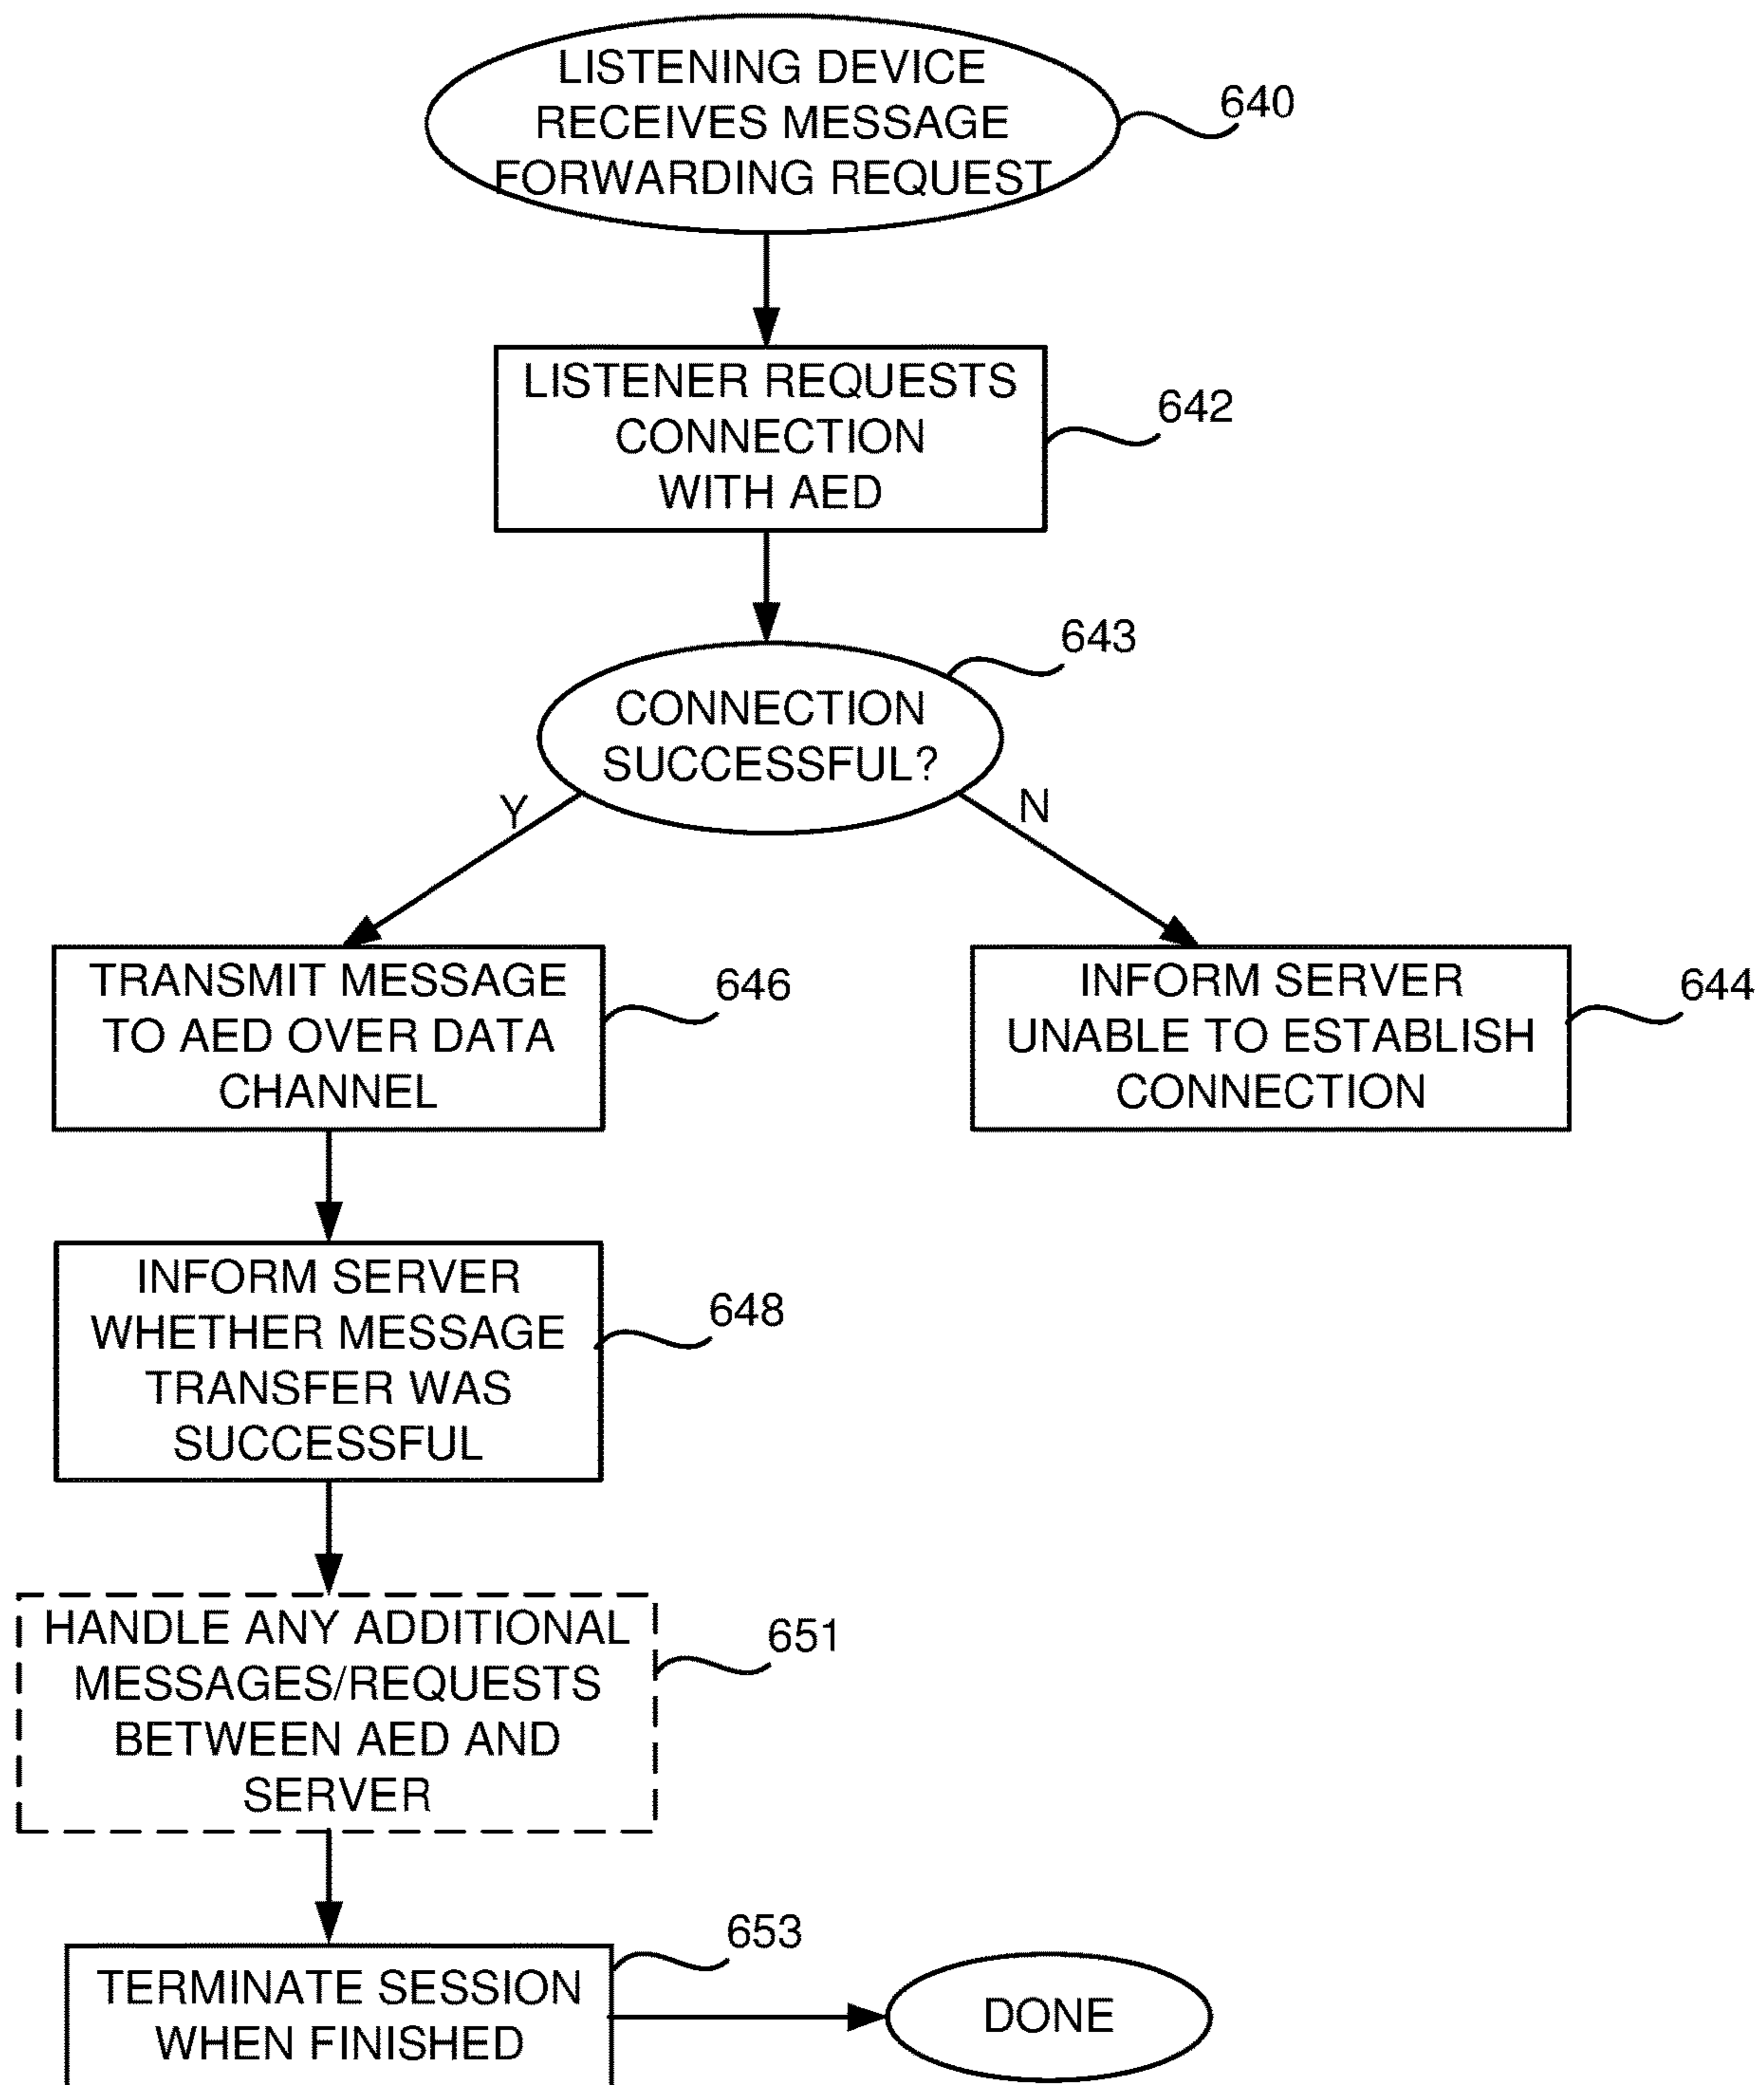 LISTENING DEVICE
RECEIVES MESSAGE
FORWARDING REQUEST
640
LISTENER REQUESTS
CONNECTION
WITH AED
642
643
CONNECTION
SUCCESSFUL?
Y
N
TRANSMIT MESSAGE
TO AED OVER DATA
CHANNEL
646
INFORM SERVER
UNABLE TO ESTABLISH
CONNECTION
644
INFORM SERVER
WHETHER MESSAGE
TRANSFER WAS
SUCCESSFUL
648
HANDLE ANY ADDITIONAL
MESSAGES/REQUESTS
BETWEEN AED AND
SERVER
651
653
TERMINATE SESSION
WHEN FINISHED
DONE